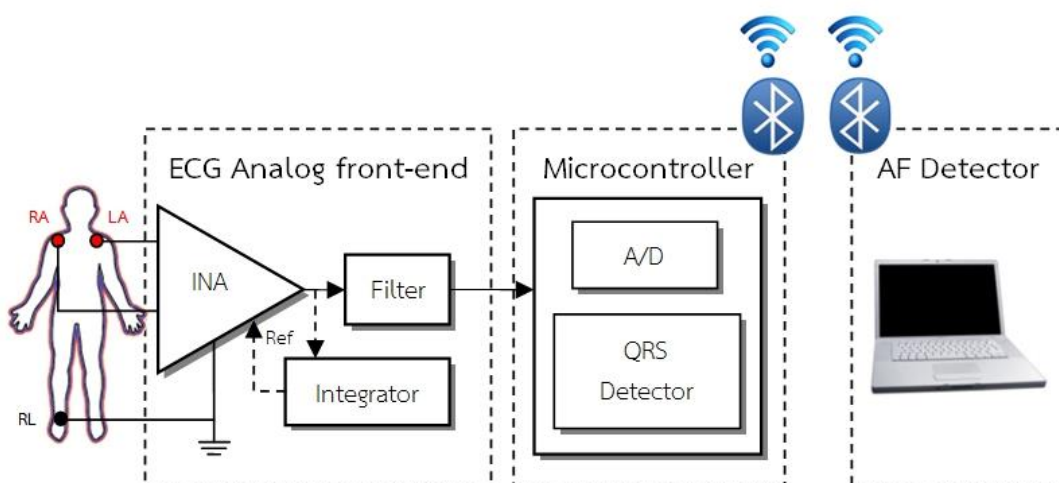 ECG Analog front-end
Microcontroller
AF Detector
RA
LA
INA
Filter
A/D
Ref
Integrator
QRS
Detector
RL